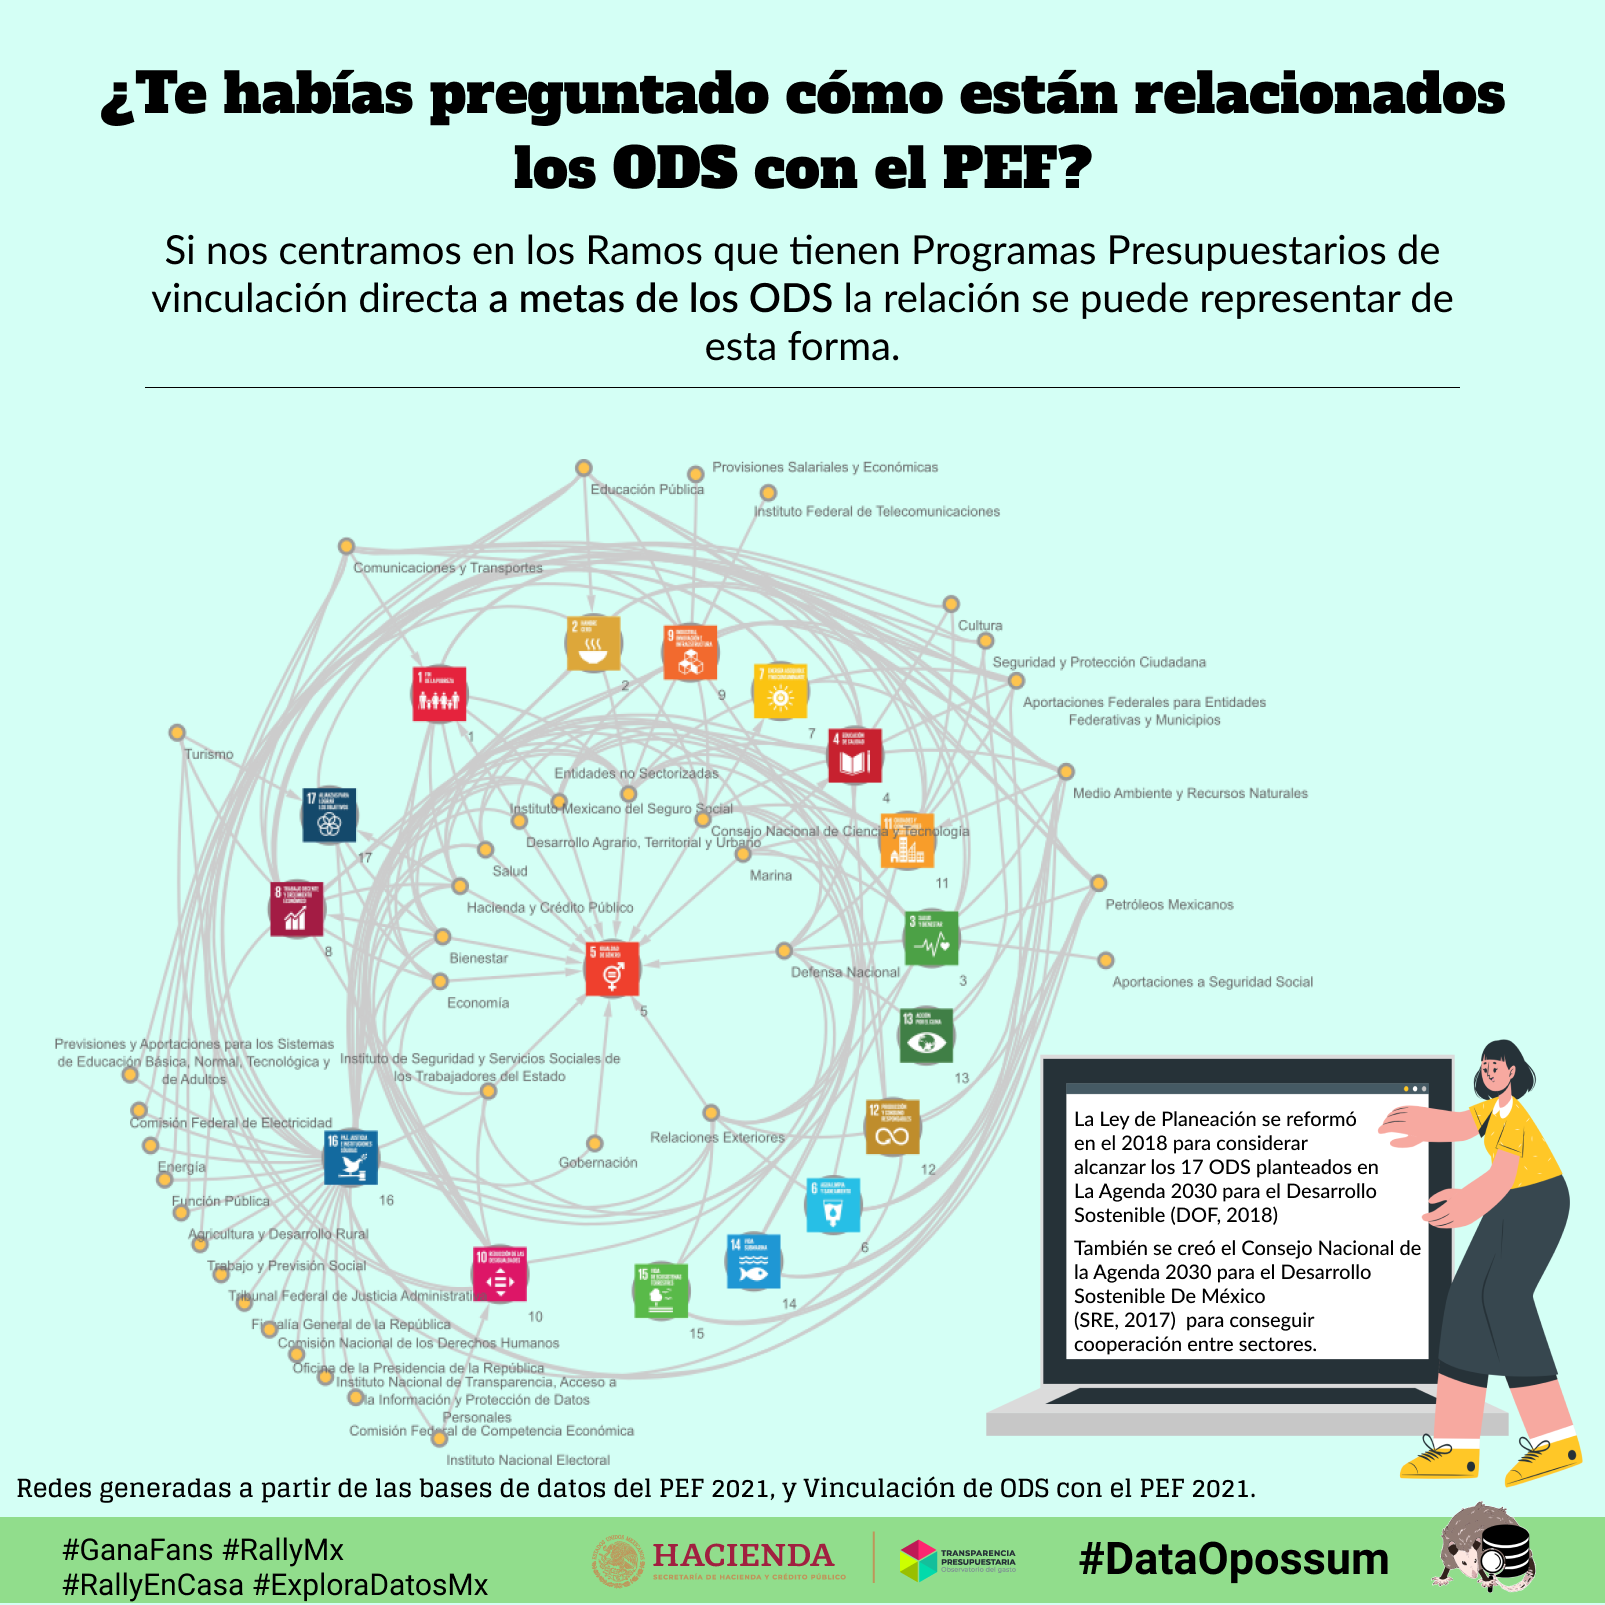 ¿Te habías preguntado cómo están relacionados
los ODS con el PEF?
Si nos centramos en los Ramos que tienen Programas Presupuestarios de
vinculación directa a metas de los ODS la relación se puede representar de
esta forma.
Provisiones Salariales y Económicas
Educación Pública
Instituto Federal de Telecomunicaciones
Comunicaciones y Transportes
Cultura
Seguridad y Protección Ciudadana
Aportaciones Federales para Entidades
Federativas y Municipios
2
9
1
7
Turismo
Entidades no Sectorizadas
4
Medio Ambiente y Recursos Naturales
Instituto Mexicano del Seguro Social
Consejo Nacional de Ciencia y Tecnología
Desarrollo Agrario, Territorial y Urbano
17
Salud
Marina
11
Hacienda y Crédito Público
Petróleos Mexicanos
8
Bienestar
Defensa Nacional
3
Aportaciones a Seguridad Social
Economía
5
Previsiones y Aportaciones para los Sistemas
de Educación Básica, Normal, Tecnológica y
de Adultos
Instituto de Seguridad y Servicios Sociales de
los Trabajadores del Estado
13
Comisión Federal de Electricidad
Relaciones Exteriores
Gobernación
12
Energía
16
Función Pública
Agricultura y Desarrollo Rural
6
Trabajo y Previsión Social
Tribunal Federal de Justicia Administrativa
14
10
Fiscalía General de la República
15
Comisión Nacional de los Derechos Humanos
Oficina de la Presidencia de la República
Instituto Nacional de Transparencia, Acceso a
la Información y Protección de Datos
Personales
Comisión Federal de Competencia Económica
Instituto Nacional Electoral
La Ley de Planeación se reformó
en el 2018 para considerar
alcanzar los 17 ODS planteados en
La Agenda 2030 para el Desarrollo
Sostenible (DOF, 2018)
También se creó el Consejo Nacional de
la Agenda 2030 para el Desarrollo
Sostenible De México
(SRE, 2017) para conseguir
cooperación entre sectores.
Redes generadas a partir de las bases de datos del PEF 2021, y Vinculación de ODS con el PEF 2021.
#GanaFans #RallyMx
#RallyEnCasa #ExploraDatosMx
HACIENDA
SECRETARÍA DE HACIENDA Y CRÉDITO PÚBLICO
TRANSPARENCIA
PRESUPUESTARIA
Observatorio del gasto
#DataOpossum